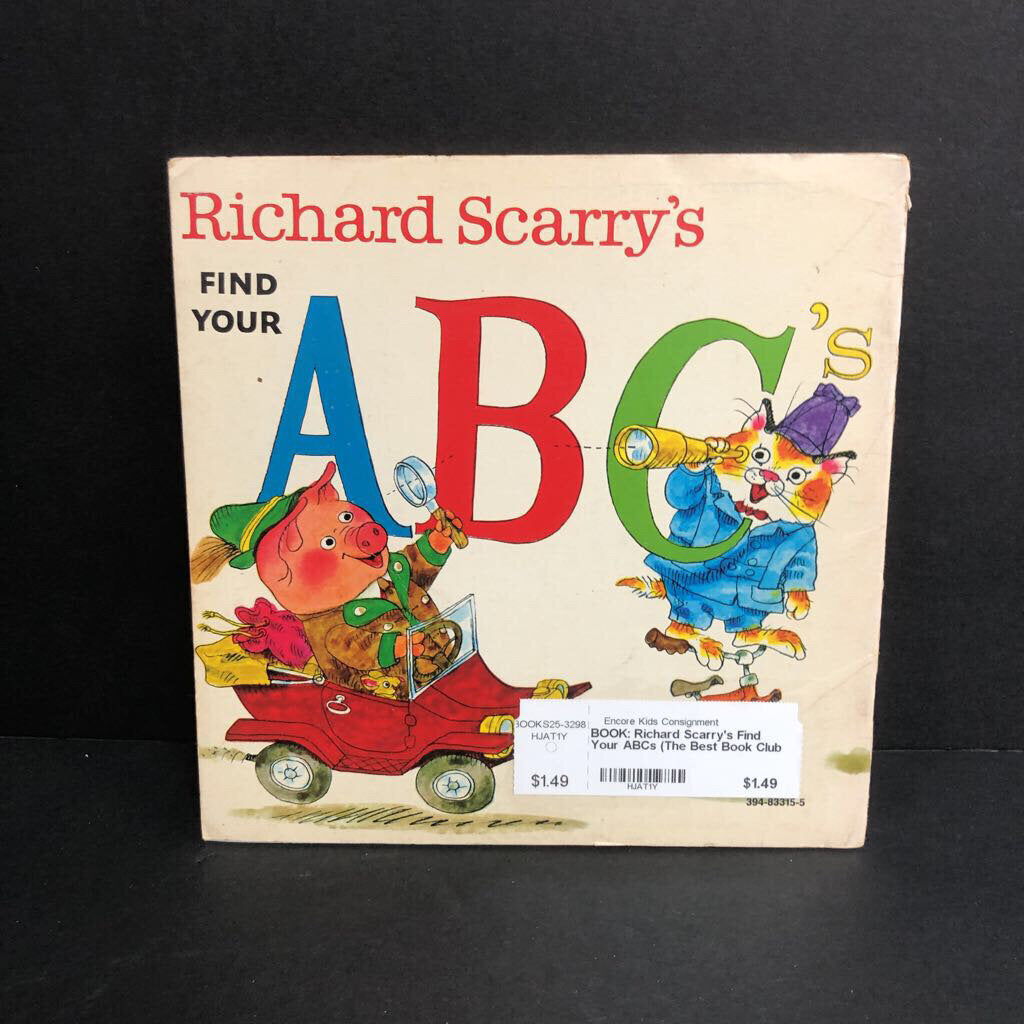 Richard Scarry's
FIND
YOUR
ABC's
BOOKS25-3298
HJAT1Y
$1.49
Encore Kids Consignment
BOOK: Richard Scarry's Find
Your ABCs (The Best Book Club
HJAT1Y
$1.49
394-83315-5